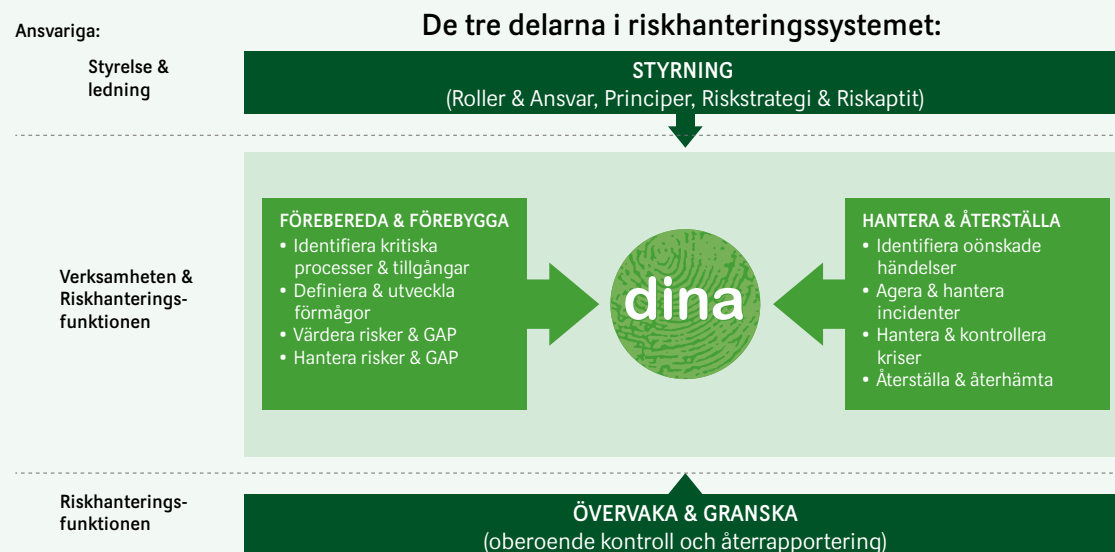 De tre delarna i riskhanteringssystemet:
Ansvariga:
Styrelse &
ledning
STYRNING
(Roller & Ansvar, Principer, Riskstrategi & Riskaptit)
Verksamheten &
Riskhanterings-
funktionen
FÖREBEREDA & FÖREBYGGA
• Identifiera kritiska
processer & tillgångar
• Definiera & utveckla
förmågor
• Värdera risker & GAP
• Hantera risker & GAP
dina
HANTERA & ÅTERSTÄLLA
• Identifiera oönskade
händelser
• Agera & hantera
incidenter
• Hantera & kontrollera
kriser
• Återställa & återhämta
Riskhanterings-
funktionen
ÖVERVAKA & GRANSKA
(oberoende kontroll och återrapportering)